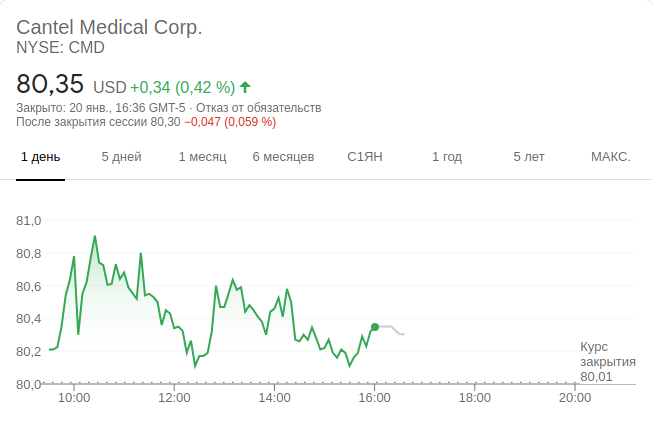 Cantel Medical Corp.
NYSE: CMD
80,35 USD +0,34 (0,42 %)
Закрыто: 20 янв., 16:36 GMT-5 · Отказ от обязательств
После закрытия сессии 80,30 −0,047 (0,059 %)
1 день 5 дней 1 месяц 6 месяцев С1ЯН 1 год 5 лет МАКС.
81,0
80,8
80,6
80,4
80,2
80,0
Курс
закрытия
80,01
10:00 12:00 14:00 16:00 18:00 20:00